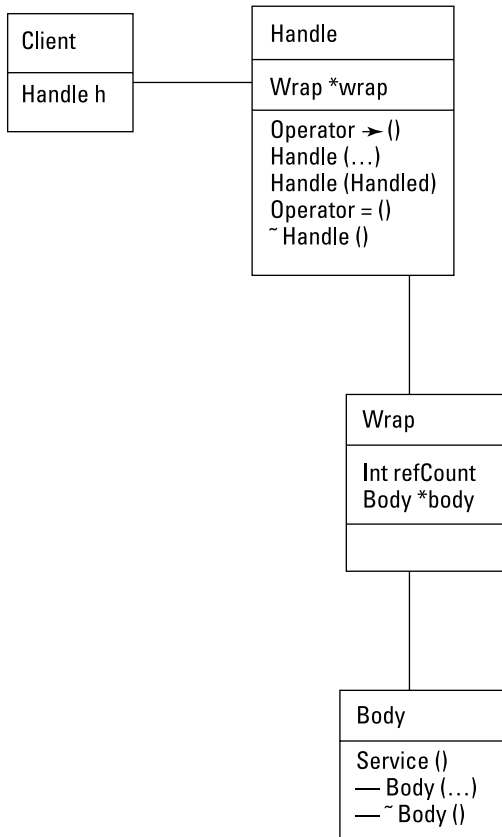 Client
Handle h
Handle
Wrap *wrap
Operator → ()
Handle (…)
Handle (Handled)
Operator = ()
~ Handle ()
Wrap
Int refCount
Body *body
Body
Service ()
— Body (…)
— ~ Body ()